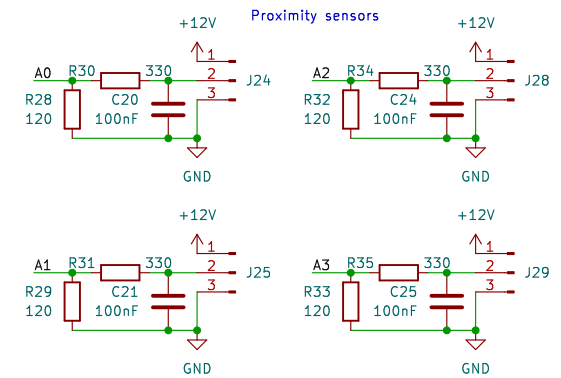 Proximity sensors
+12V +12V
A0 R30 330 1 A2 R34 330 1
2 J24 2 J28
R28 C20 3 R32 C24 3
120 100nF 120 100nF
GND GND
+12V +12V
A1 R31 330 1 A3 R35 330 1
2 J25 2 J29
R29 C21 3 R33 C25 3
120 100nF 120 100nF
GND GND